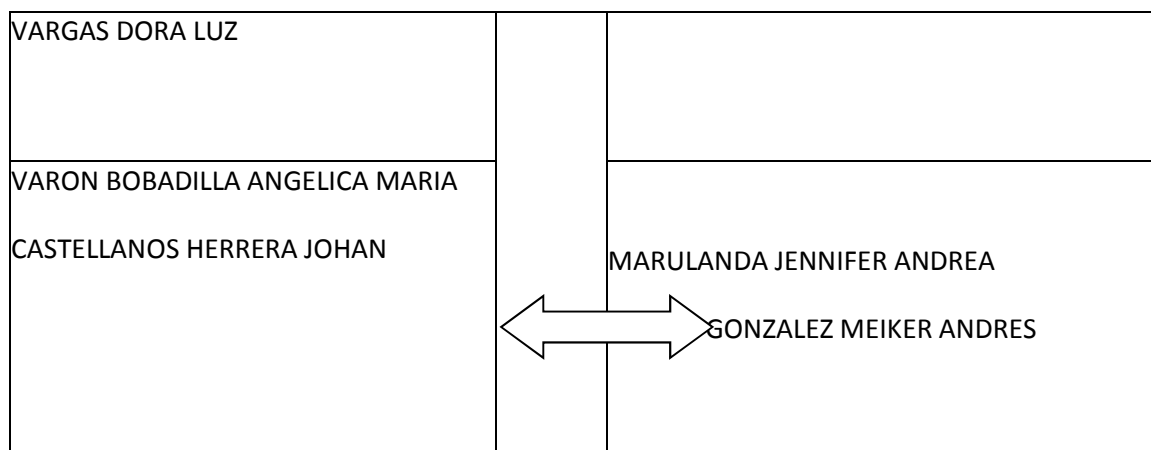 VARGAS DORA LUZ
VARON BOBADILLA ANGELICA MARIA
CASTELLANOS HERRERA JOHAN
MARULANDA JENNIFER ANDREA
GONZALEZ MEIKER ANDRES